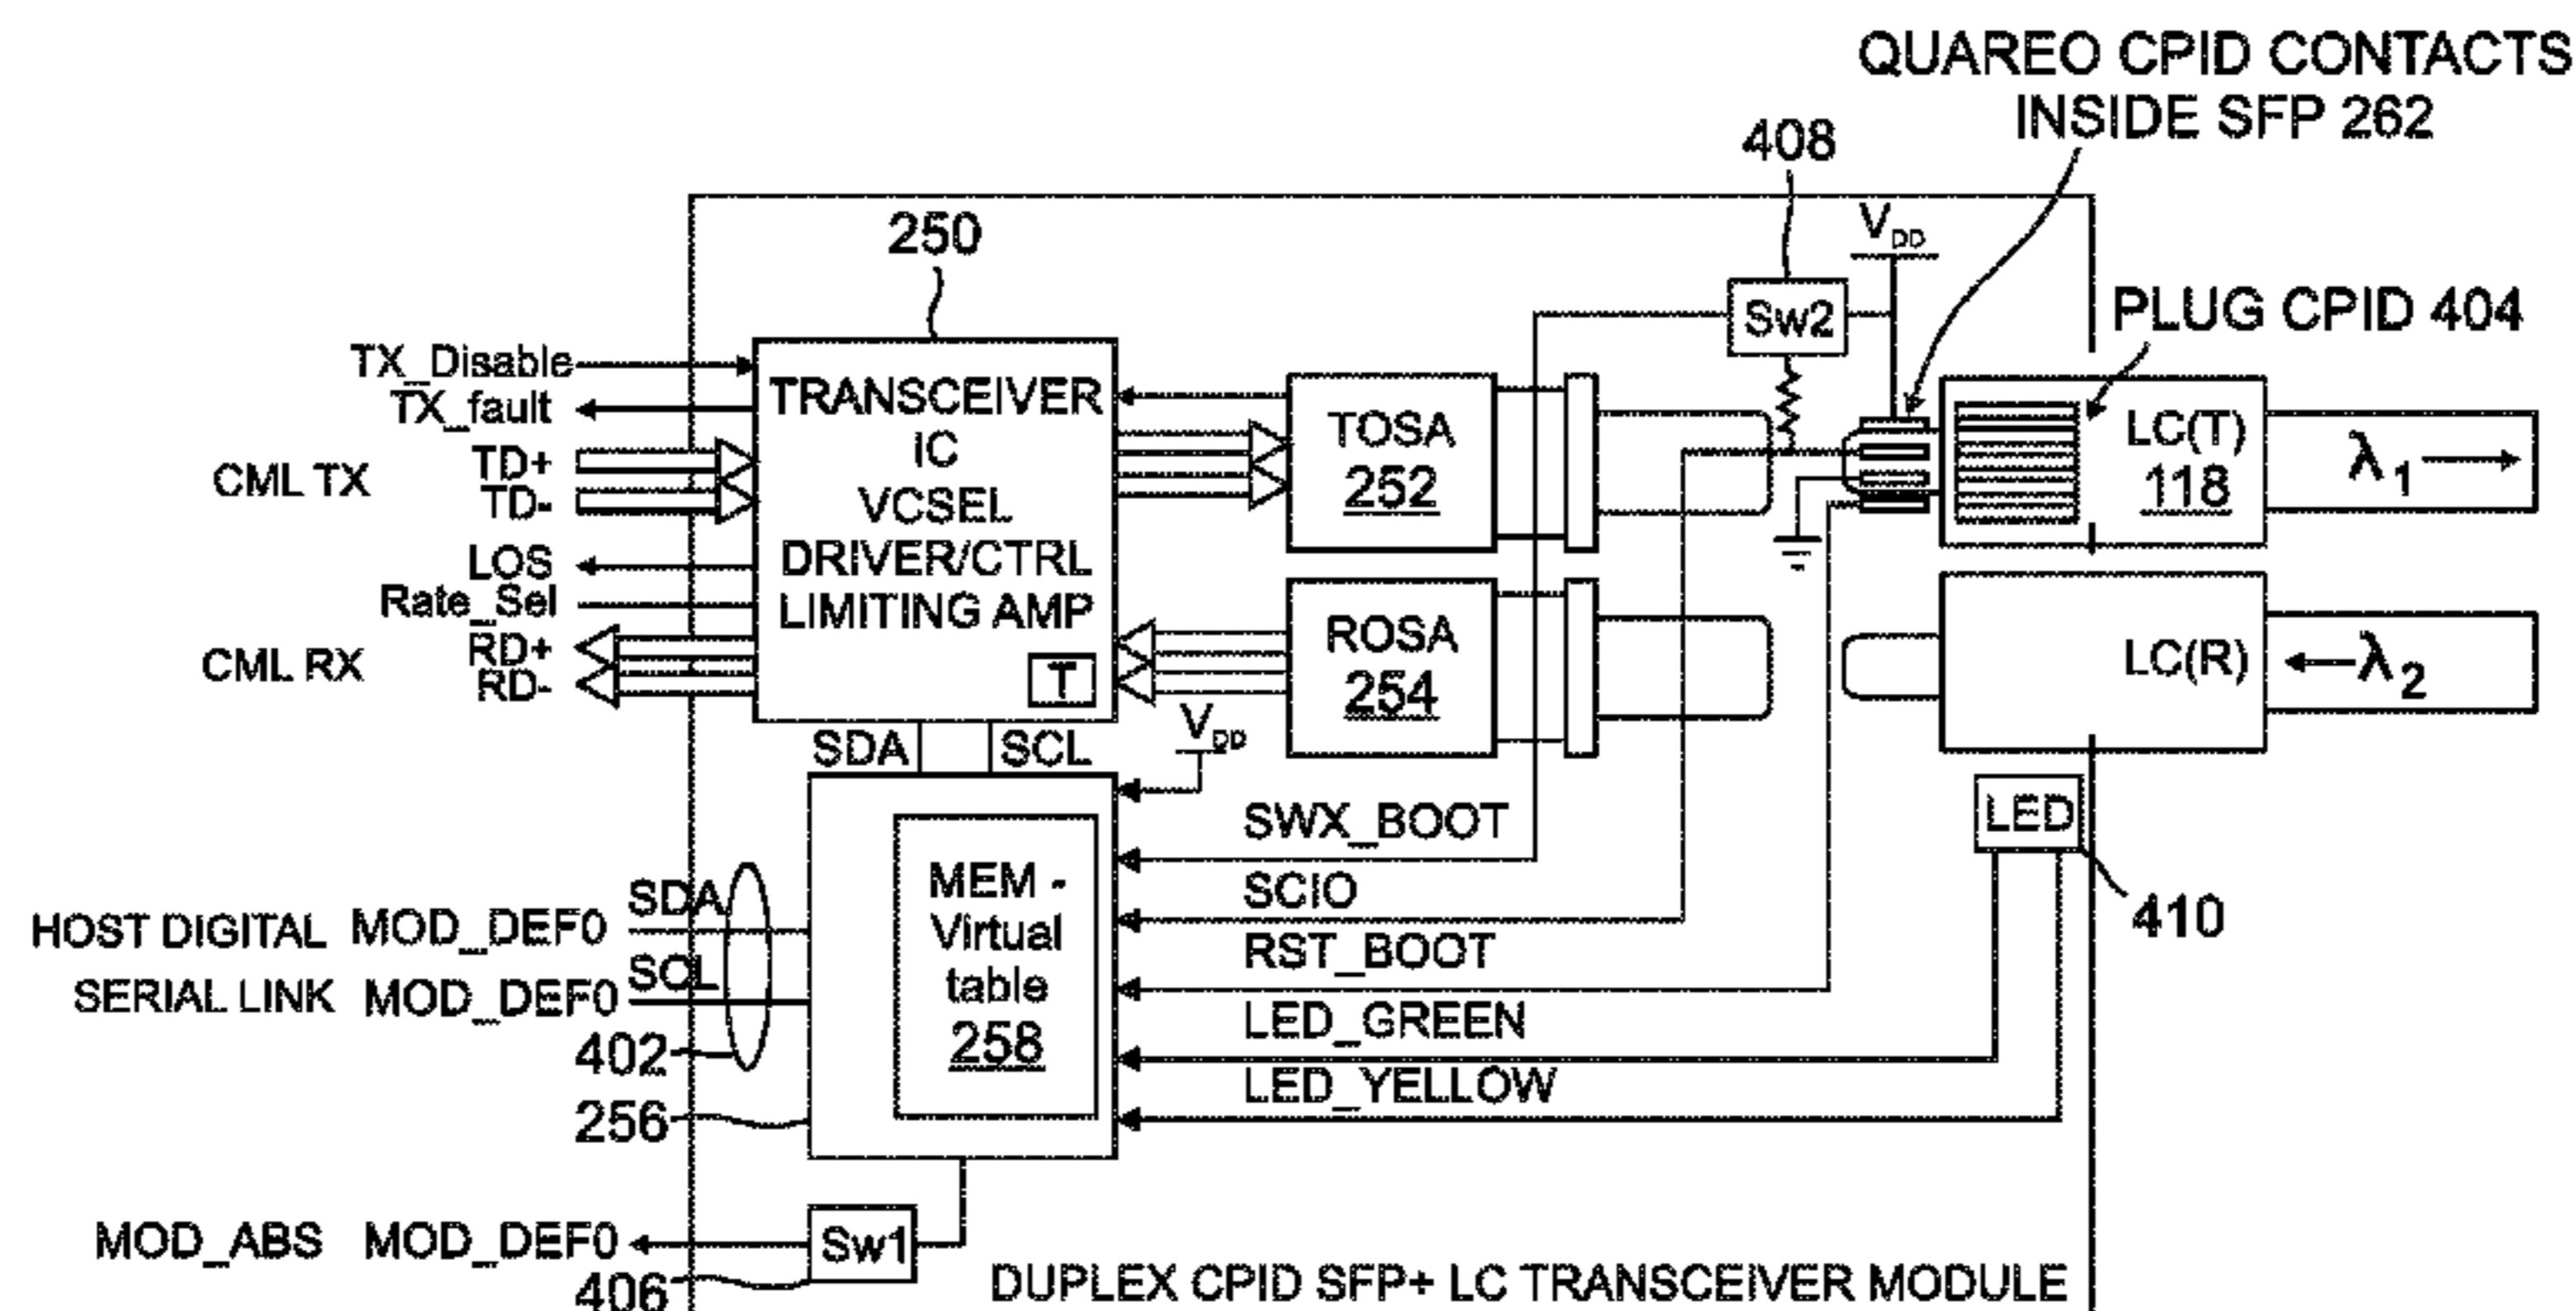 QUAREO CPID CONTACTS
INSIDE SFP 262
408
V_DD
250
Sw2
PLUG CPID 404
TX_Disable
TX_fault
CML TX
TD+
TD-
LOS
Rate_Sel
CML RX
RD+
RD-
TRANSCEIVER
IC
VCSEL
DRIVER/CTRL
LIMITING AMP
T
TOSA
252
ROSA
254
LC(T)
118
λ1
LC(R)
λ2
SDA
SCL
V_DD
SWX_BOOT
SCIO
RST_BOOT
LED_GREEN
LED_YELLOW
LED
410
MEM -
Virtual
table
258
HOST DIGITAL MOD_DEF0 SDA
SERIAL LINK MOD_DEF0 SCL
402
256
MOD_ABS MOD_DEF0
Sw1
406
DUPLEX CPID SFP+ LC TRANSCEIVER MODULE